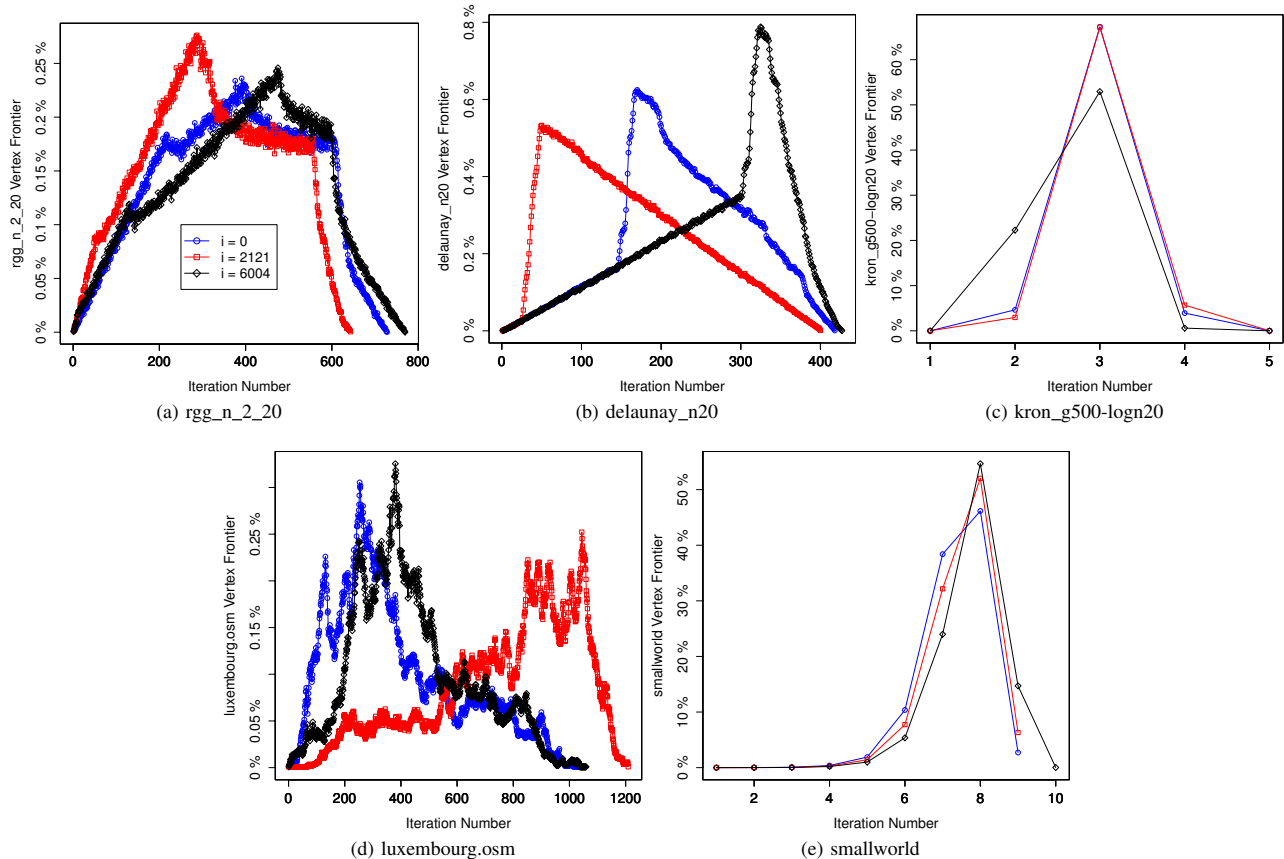 rgg_n_2_20 Vertex Frontier
0 % 0.05 % 0.1 % 0.15 % 0.2 % 0.25 %
i = 0
i = 2121
i = 6004
0 200 400 600 800
Iteration Number
(a) rgg_n_2_20
delaunay_n20 Vertex Frontier
0 % 0.2 % 0.4 % 0.6 % 0.8 %
0 100 200 300 400
Iteration Number
(b) delaunay_n20
kron_g500-logn20 Vertex Frontier
0 % 10 % 20 % 30 % 40 % 50 % 60 %
1 2 3 4 5
Iteration Number
(c) kron_g500-logn20
luxembourg.osm Vertex Frontier
0 % 0.05 % 0.15 % 0.25 %
0 200 400 600 800 1000 1200
Iteration Number
(d) luxembourg.osm
smallworld Vertex Frontier
0 % 10 % 20 % 30 % 40 % 50 %
2 4 6 8 10
Iteration Number
(e) smallworld